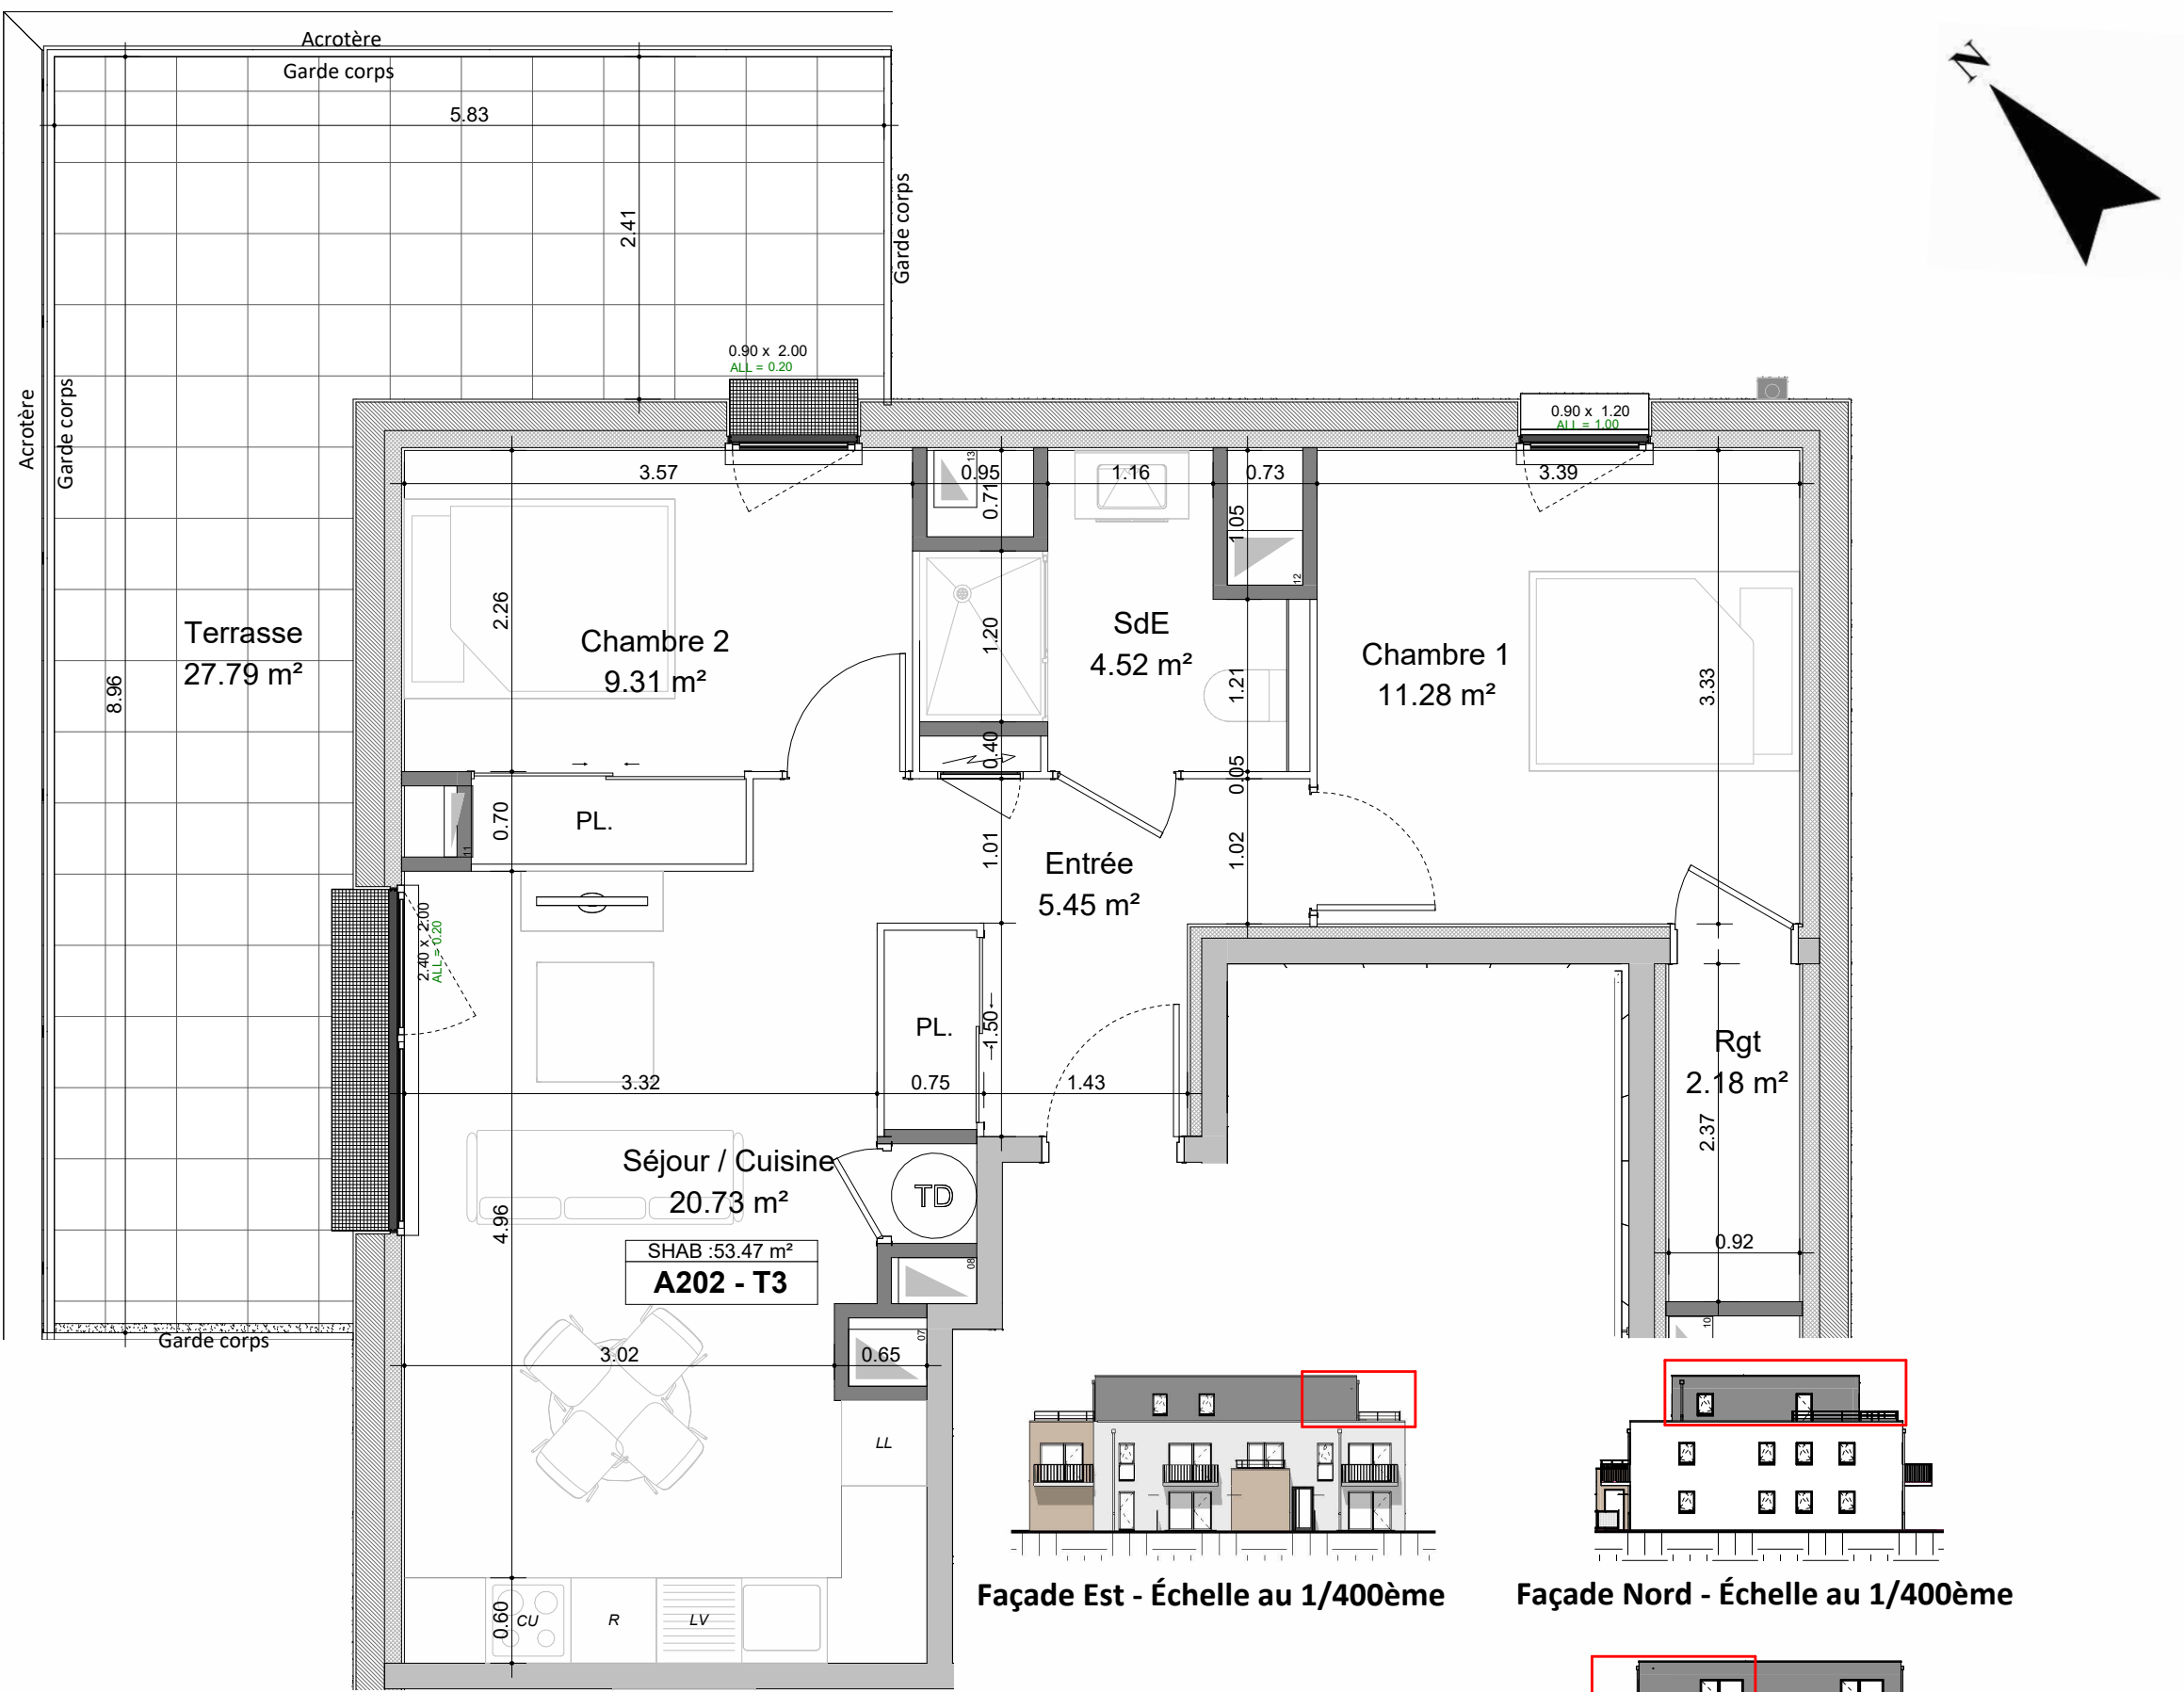 Acrotère
Garde corps
N
5.83
2.41
Garde corps
Acrotère
Garde corps
0.90 x 2.00
ALL = 0.20
0.90 x 1.20
ALL = 1.00
3.57
0.95
1.16
0.73
3.39
13
0.71
1.05
12
2.26
1.20
1.21
3.33
8.96
Terrasse
27.79 m²
Chambre 2
9.31 m²
SdE
4.52 m²
Chambre 1
11.28 m²
0.40
0.05
0.70
PL.
11
1.01
1.02
Entrée
5.45 m²
2.40 x 2.00
ALL = 0.20
PL.
1.50
Rgt
2.18 m²
3.32
0.75
1.43
2.37
Séjour / Cuisine
20.73 m²
TD
4.96
SHAB :53.47 m²
A202 - T3
08
0.92
10
07
Garde corps
3.02
0.65
LL
0.60
CU
R
LV
Façade Est - Échelle au 1/400ème
Façade Nord - Échelle au 1/400ème